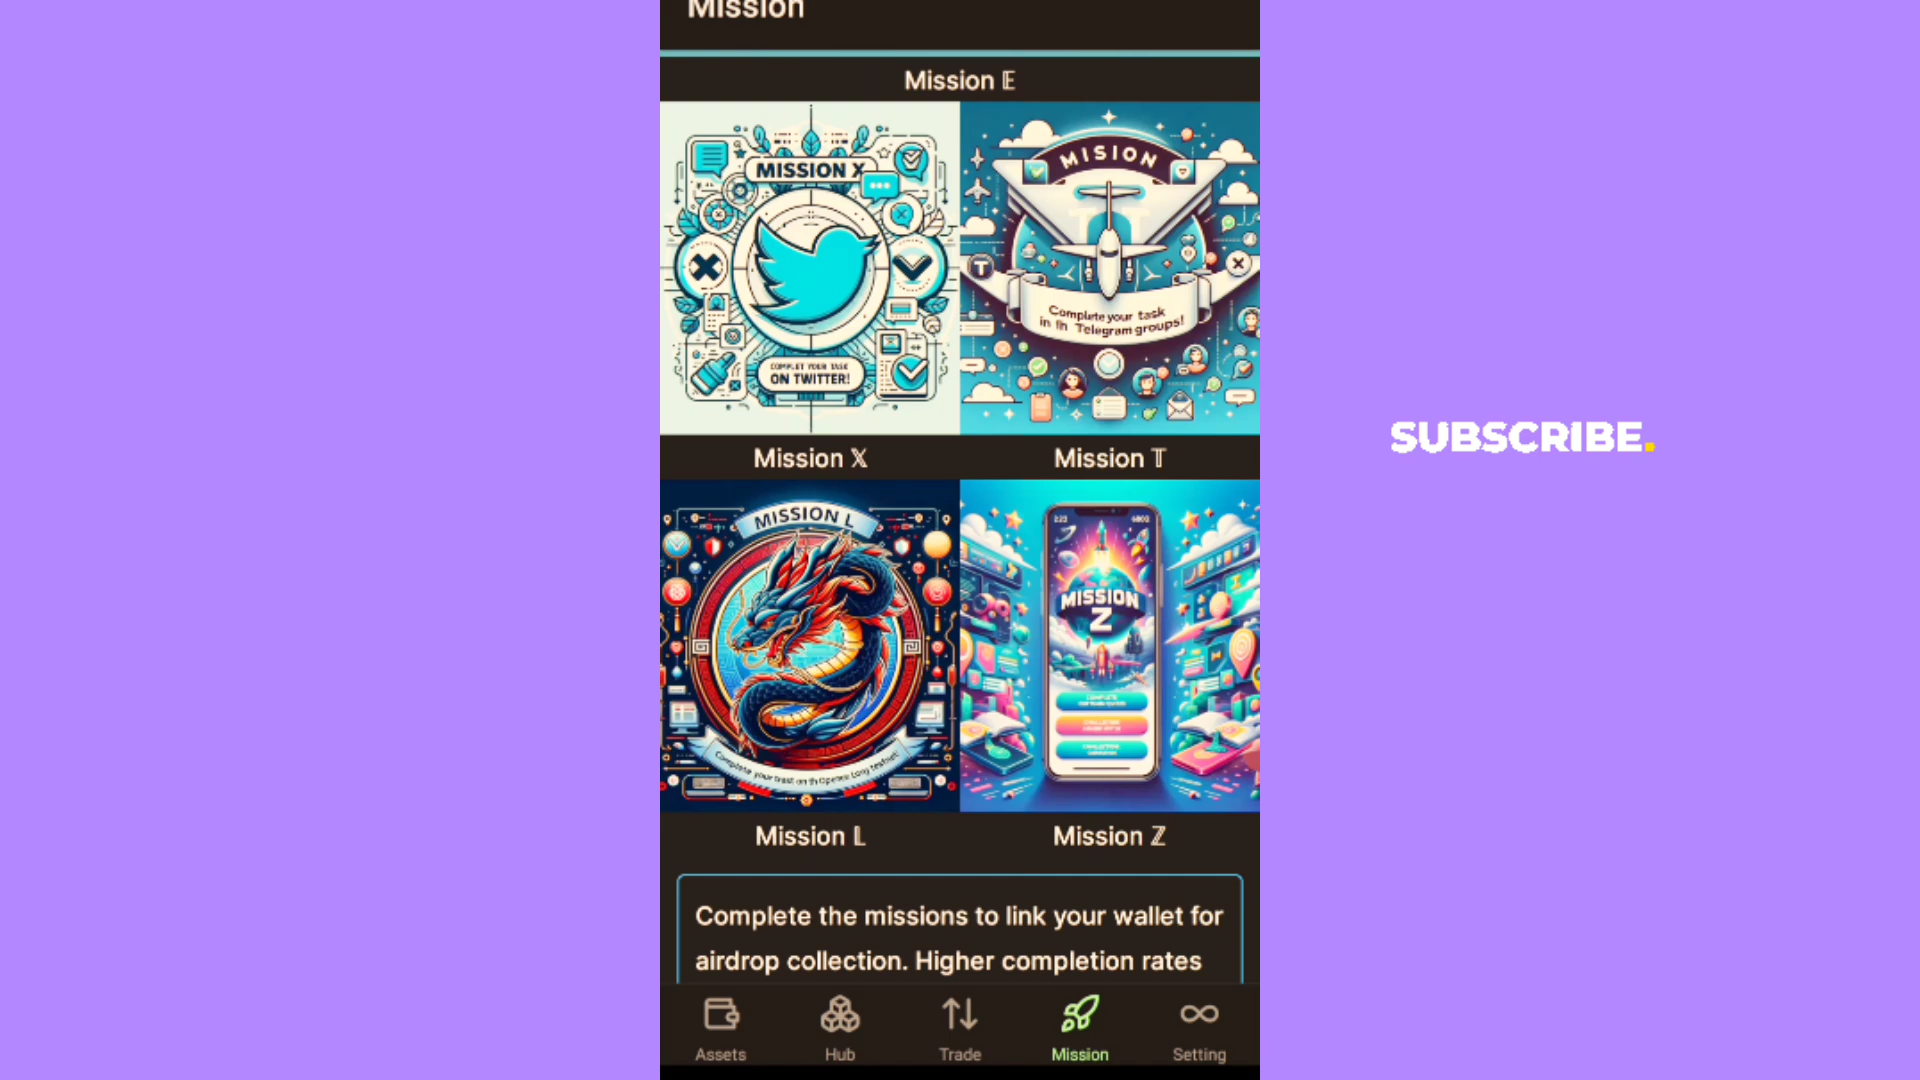 Mission
Mission 𝔼
MISSION X
COMPLET YOUR TASK
ON TWITTER!
MISION
T
Complete your task
in In Telegram groups!
Mission 𝕏
Mission 𝕋
MISSION L
Mission 𝕃
MISSION
Z
Mission ℤ
SUBSCRIBE.
Complete the missions to link your wallet for
airdrop collection. Higher completion rates
Assets
Hub
Trade
Mission
Setting